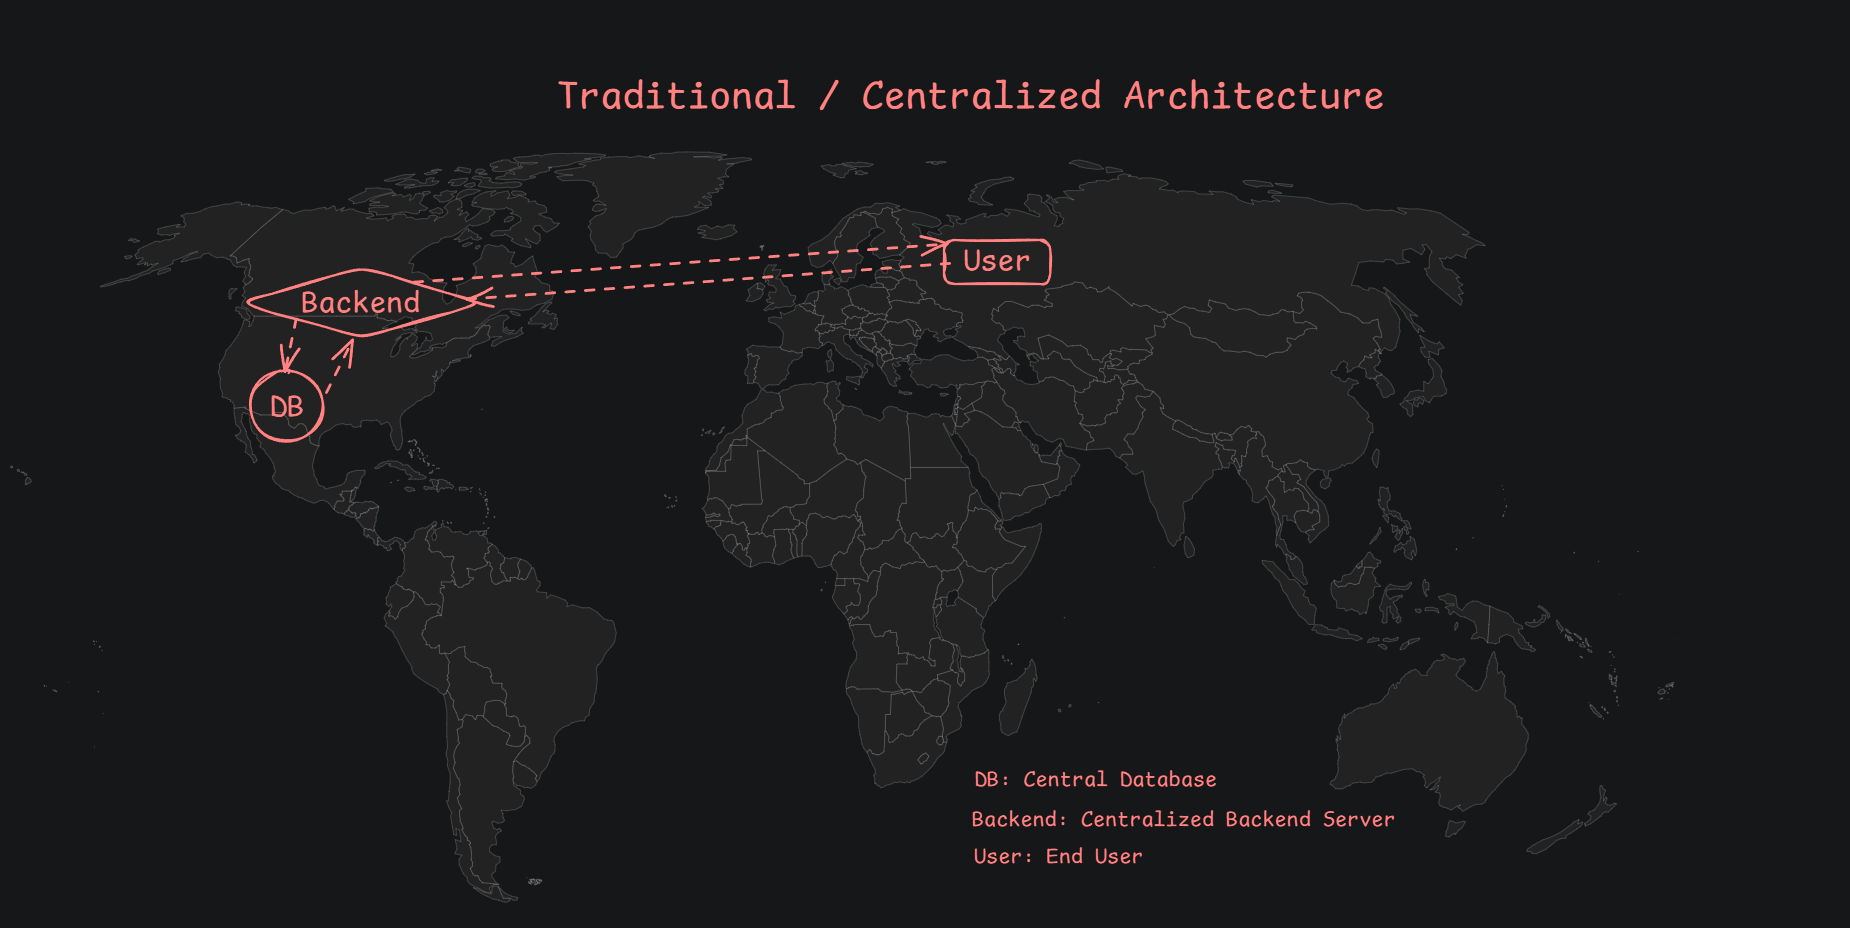 Traditional / Centralized Architecture
User
Backend
DB
DB: Central Database
Backend: Centralized Backend Server
User: End User